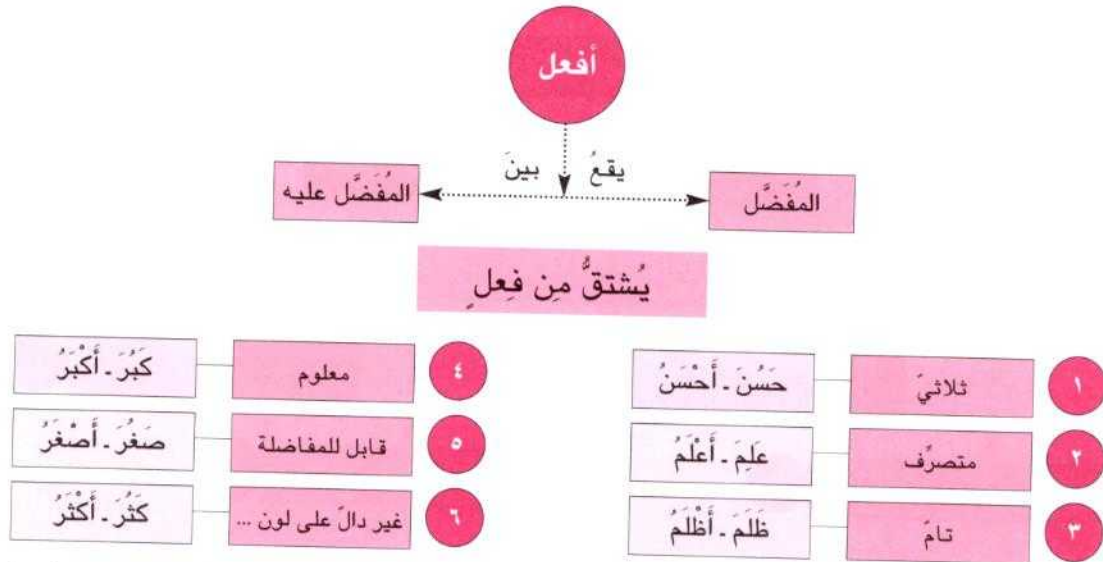 أفعل
يقعُ بينَ
المُفَضَّل
المُفَضَّل عليه
يُشتقُّ مِن فِعلٍ
١ ثلاثيّ حَسُنَ ـ أَحْسَنُ
٢ متصرِّف عَلِمَ ـ أَعْلَمُ
٣ تامّ ظَلَمَ ـ أَظْلَمُ
٤ معلوم كَبُرَ ـ أَكْبَرُ
٥ قابل للمفاضلة صَغُرَ ـ أَصْغَرُ
٦ غير دالّ على لون ... كَثُرَ ـ أَكْثَرُ